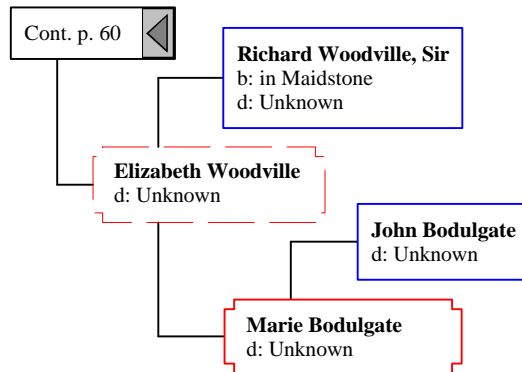 Cont. p. 60
Richard Woodville, Sir
b: in Maidstone
d: Unknown
Elizabeth Woodville
d: Unknown
John Bodulgate
d: Unknown
Marie Bodulgate
d: Unknown